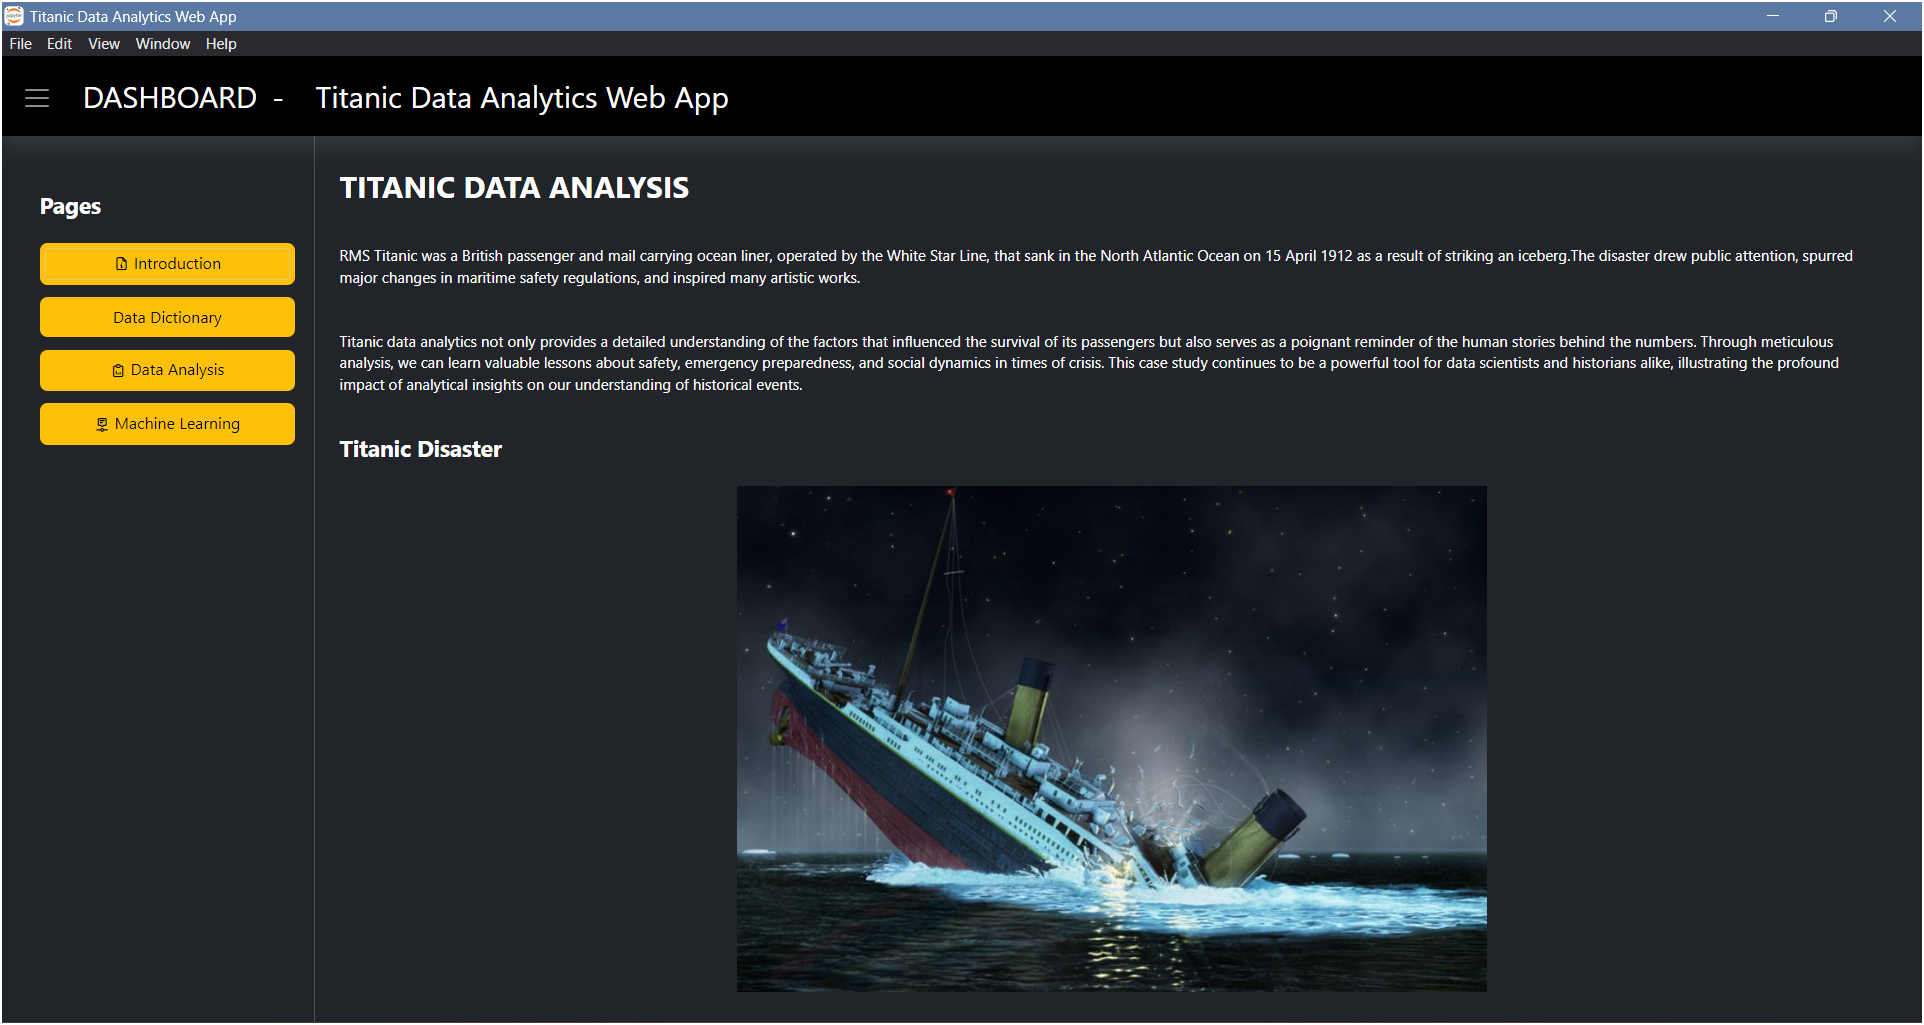 Titanic Data Analytics Web App
File Edit View Window Help
DASHBOARD - Titanic Data Analytics Web App
Pages
Introduction
Data Dictionary
Data Analysis
Machine Learning
TITANIC DATA ANALYSIS
RMS Titanic was a British passenger and mail carrying ocean liner, operated by the White Star Line, that sank in the North Atlantic Ocean on 15 April 1912 as a result of striking an iceberg.The disaster drew public attention, spurred
major changes in maritime safety regulations, and inspired many artistic works.
Titanic data analytics not only provides a detailed understanding of the factors that influenced the survival of its passengers but also serves as a poignant reminder of the human stories behind the numbers. Through meticulous
analysis, we can learn valuable lessons about safety, emergency preparedness, and social dynamics in times of crisis. This case study continues to be a powerful tool for data scientists and historians alike, illustrating the profound
impact of analytical insights on our understanding of historical events.
Titanic Disaster